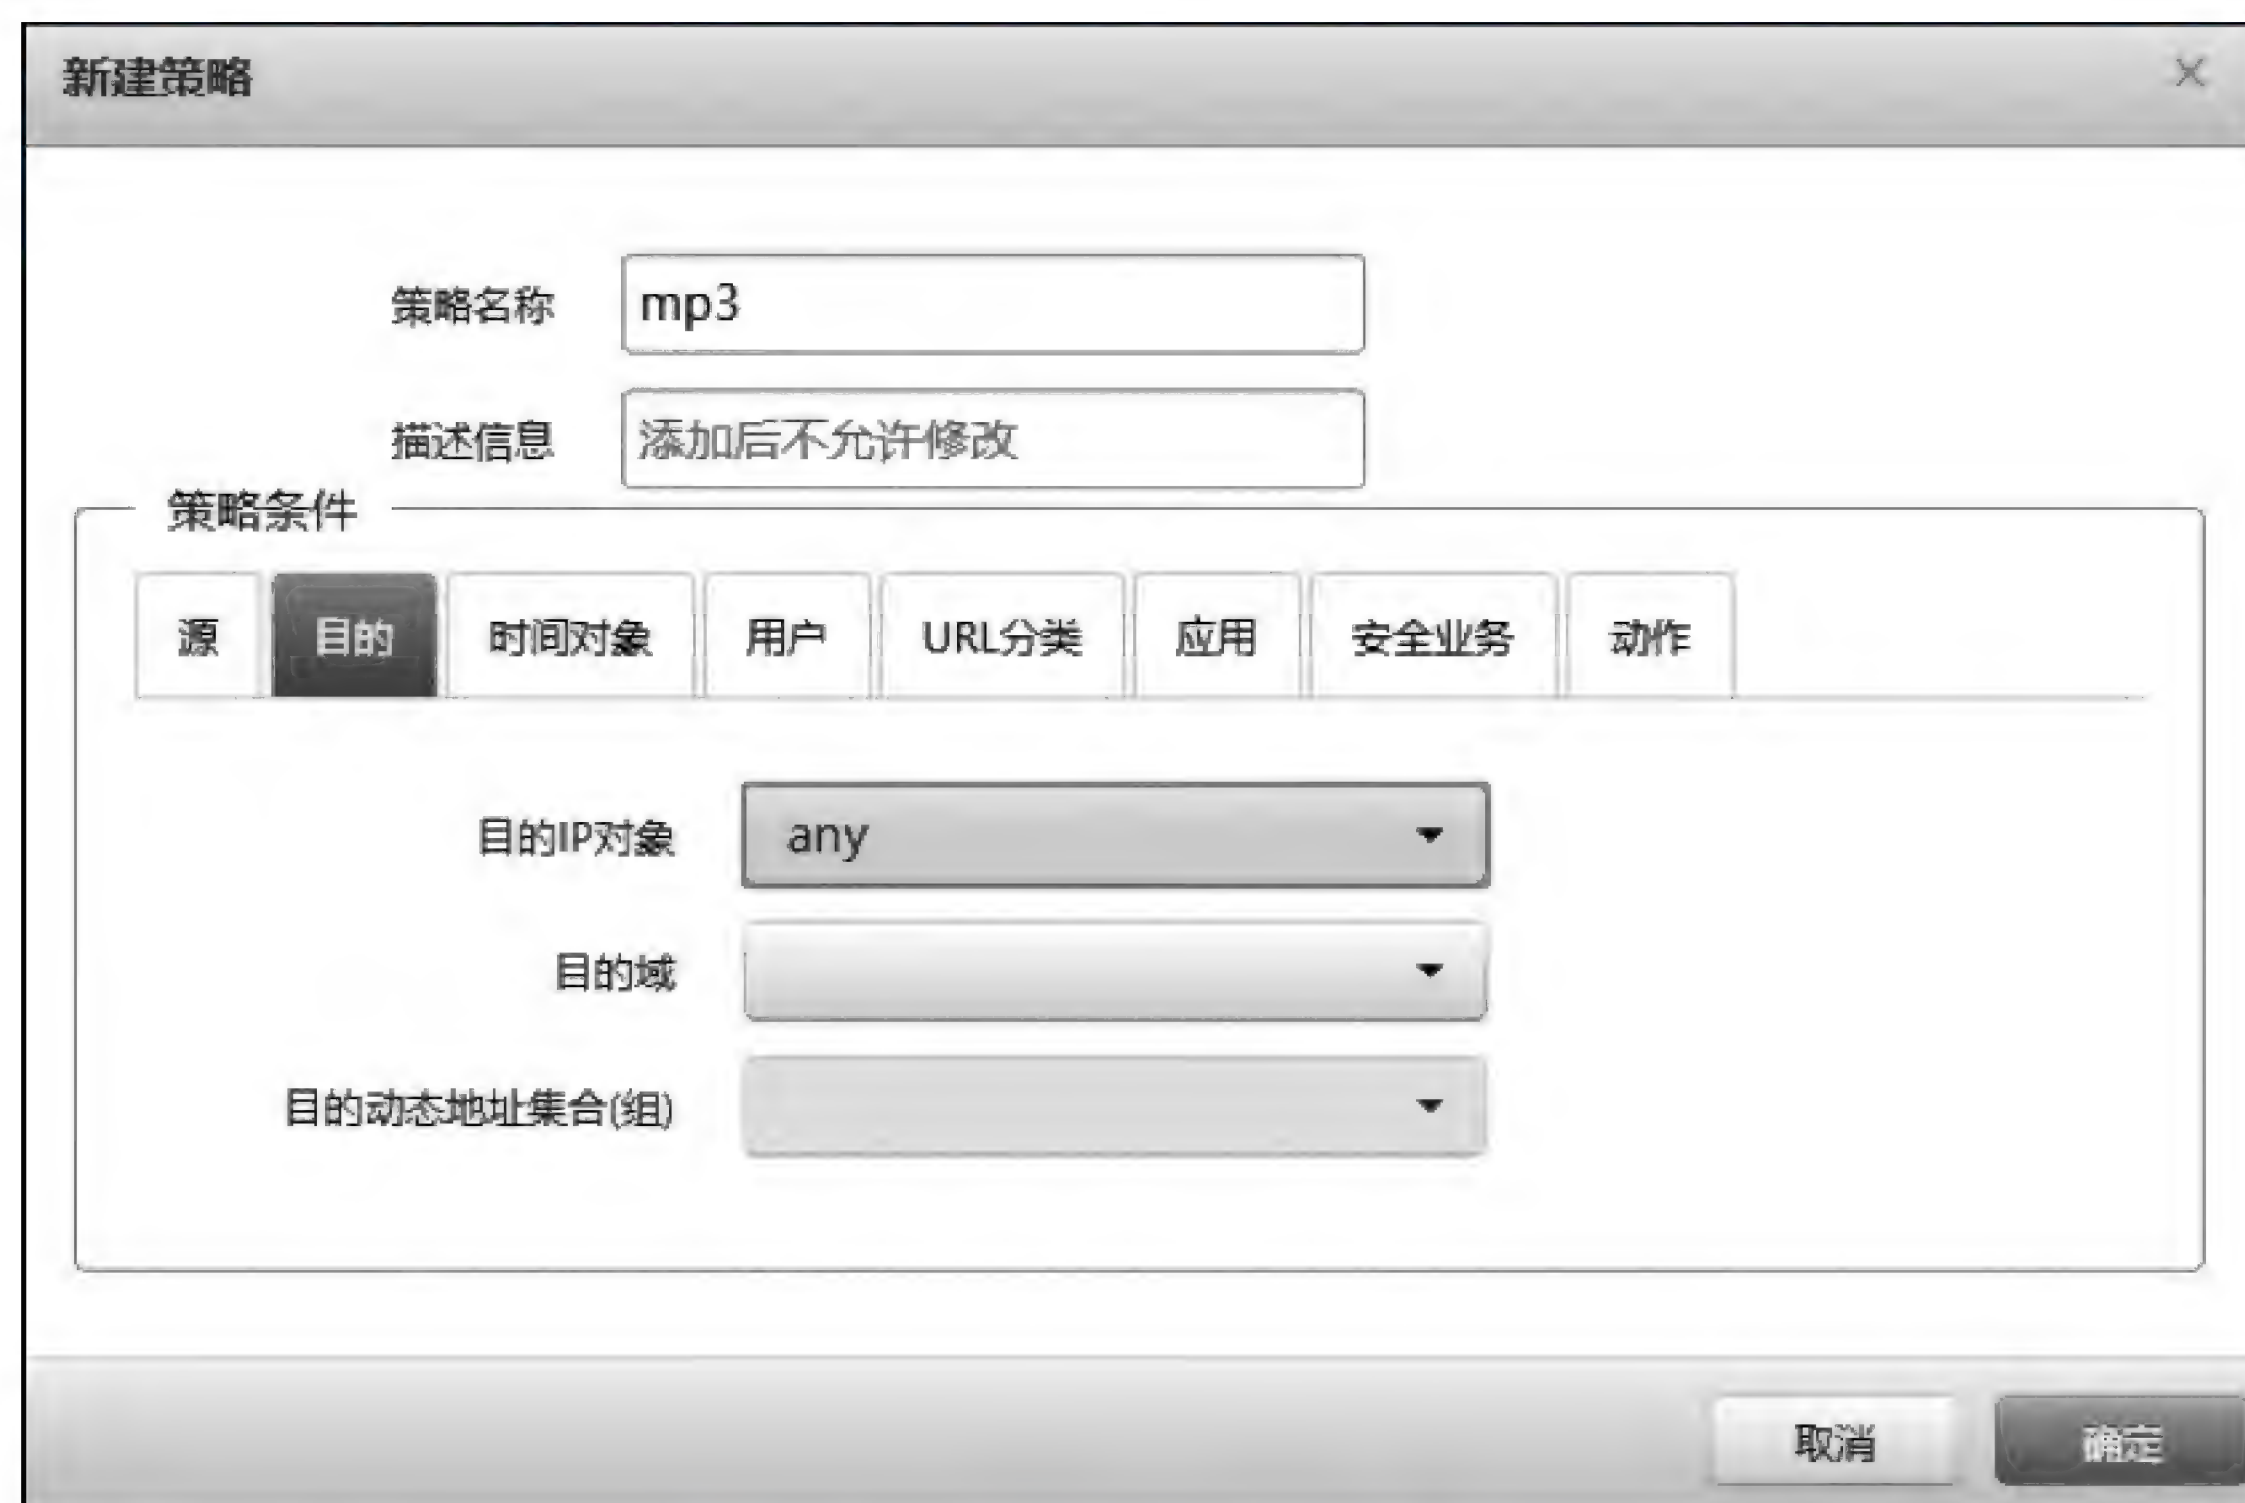 新建策略
策略名称 mp3
描述信息 添加后不允许修改
策略条件
源 目的 时间对象 用户 URL分类 应用 安全业务 动作
目的IP对象 any
目的域
目的动态地址集合(组)
取消 确定